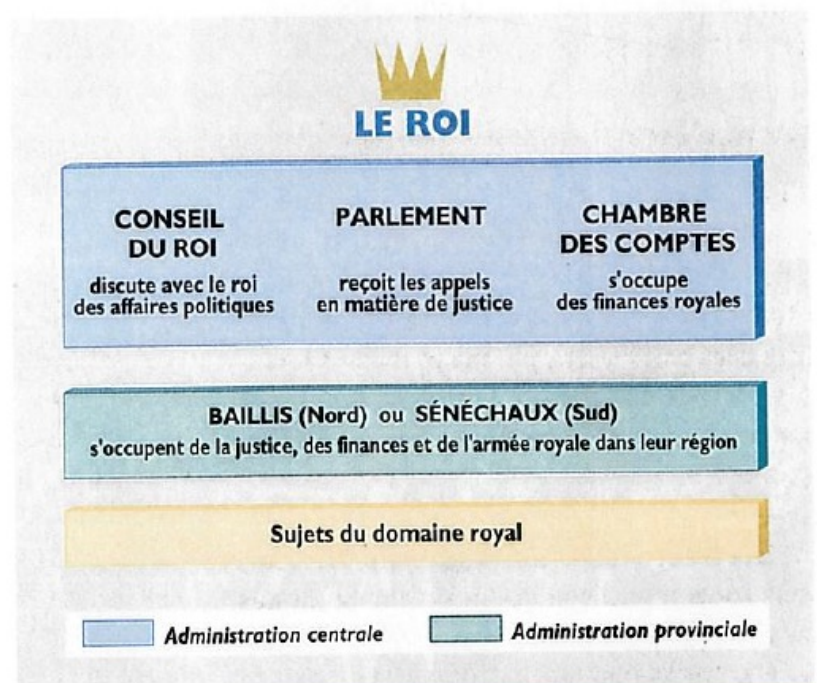 LE ROI
CONSEIL
DU ROI
discute avec le roi
des affaires politiques
PARLEMENT
reçoit les appels
en matière de justice
CHAMBRE
DES COMPTES
s'occupe
des finances royales
BAILLIS (Nord) ou SÉNÉCHAUX (Sud)
s'occupent de la justice, des finances et de l'armée royale dans leur région
Sujets du domaine royal
Administration centrale
Administration provinciale